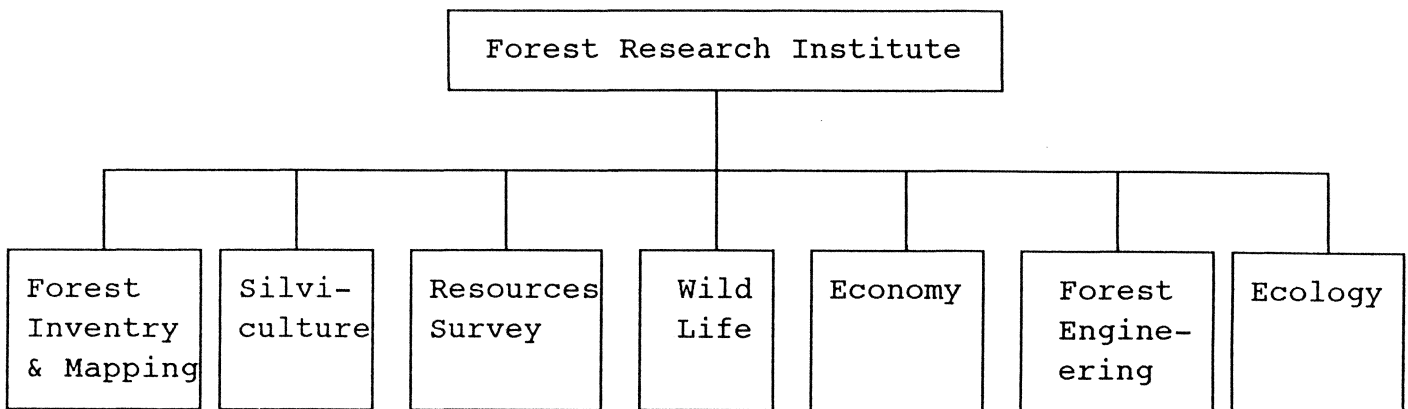 Forest Research Institute
Forest
Inventry
& Mapping
Silvi-
culture
Resources
Survey
Wild
Life
Economy
Forest
Engine-
ering
Ecology